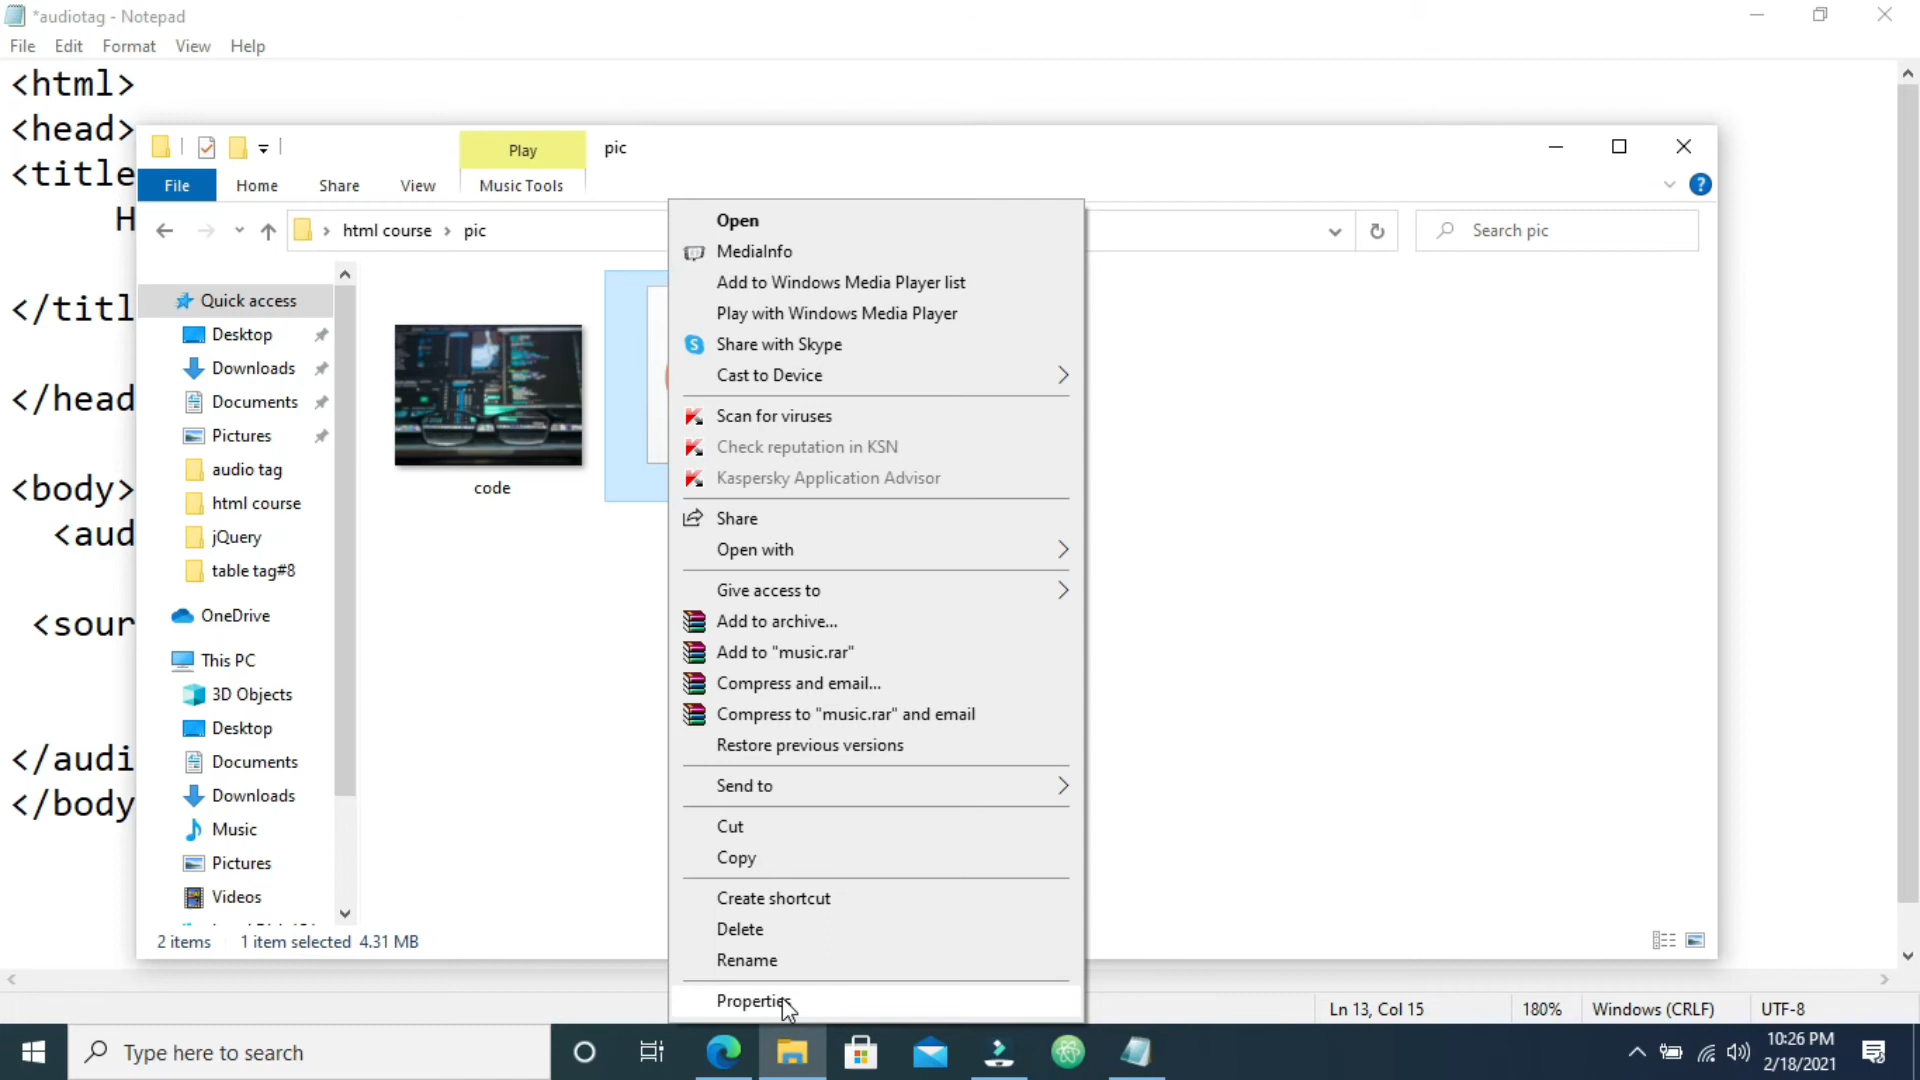 *audiotag - Notepad
File Edit Format View Help
<html>
<head>
<title
H
</titl
</head
<body>
<aud
<sour
</audi
</body
Play pic
File Home Share View Music Tools
html course › pic
Search pic
Quick access
Desktop
Downloads
Documents
Pictures
audio tag
html course
jQuery
table tag#8
OneDrive
This PC
3D Objects
Desktop
Documents
Downloads
Music
Pictures
Videos
code
2 items 1 item selected 4.31 MB
Open
MediaInfo
Add to Windows Media Player list
Play with Windows Media Player
Share with Skype
Cast to Device
Scan for viruses
Check reputation in KSN
Kaspersky Application Advisor
Share
Open with
Give access to
Add to archive...
Add to "music.rar"
Compress and email...
Compress to "music.rar" and email
Restore previous versions
Send to
Cut
Copy
Create shortcut
Delete
Rename
Properties
Ln 13, Col 15 180% Windows (CRLF) UTF-8
Type here to search
10:26 PM
2/18/2021